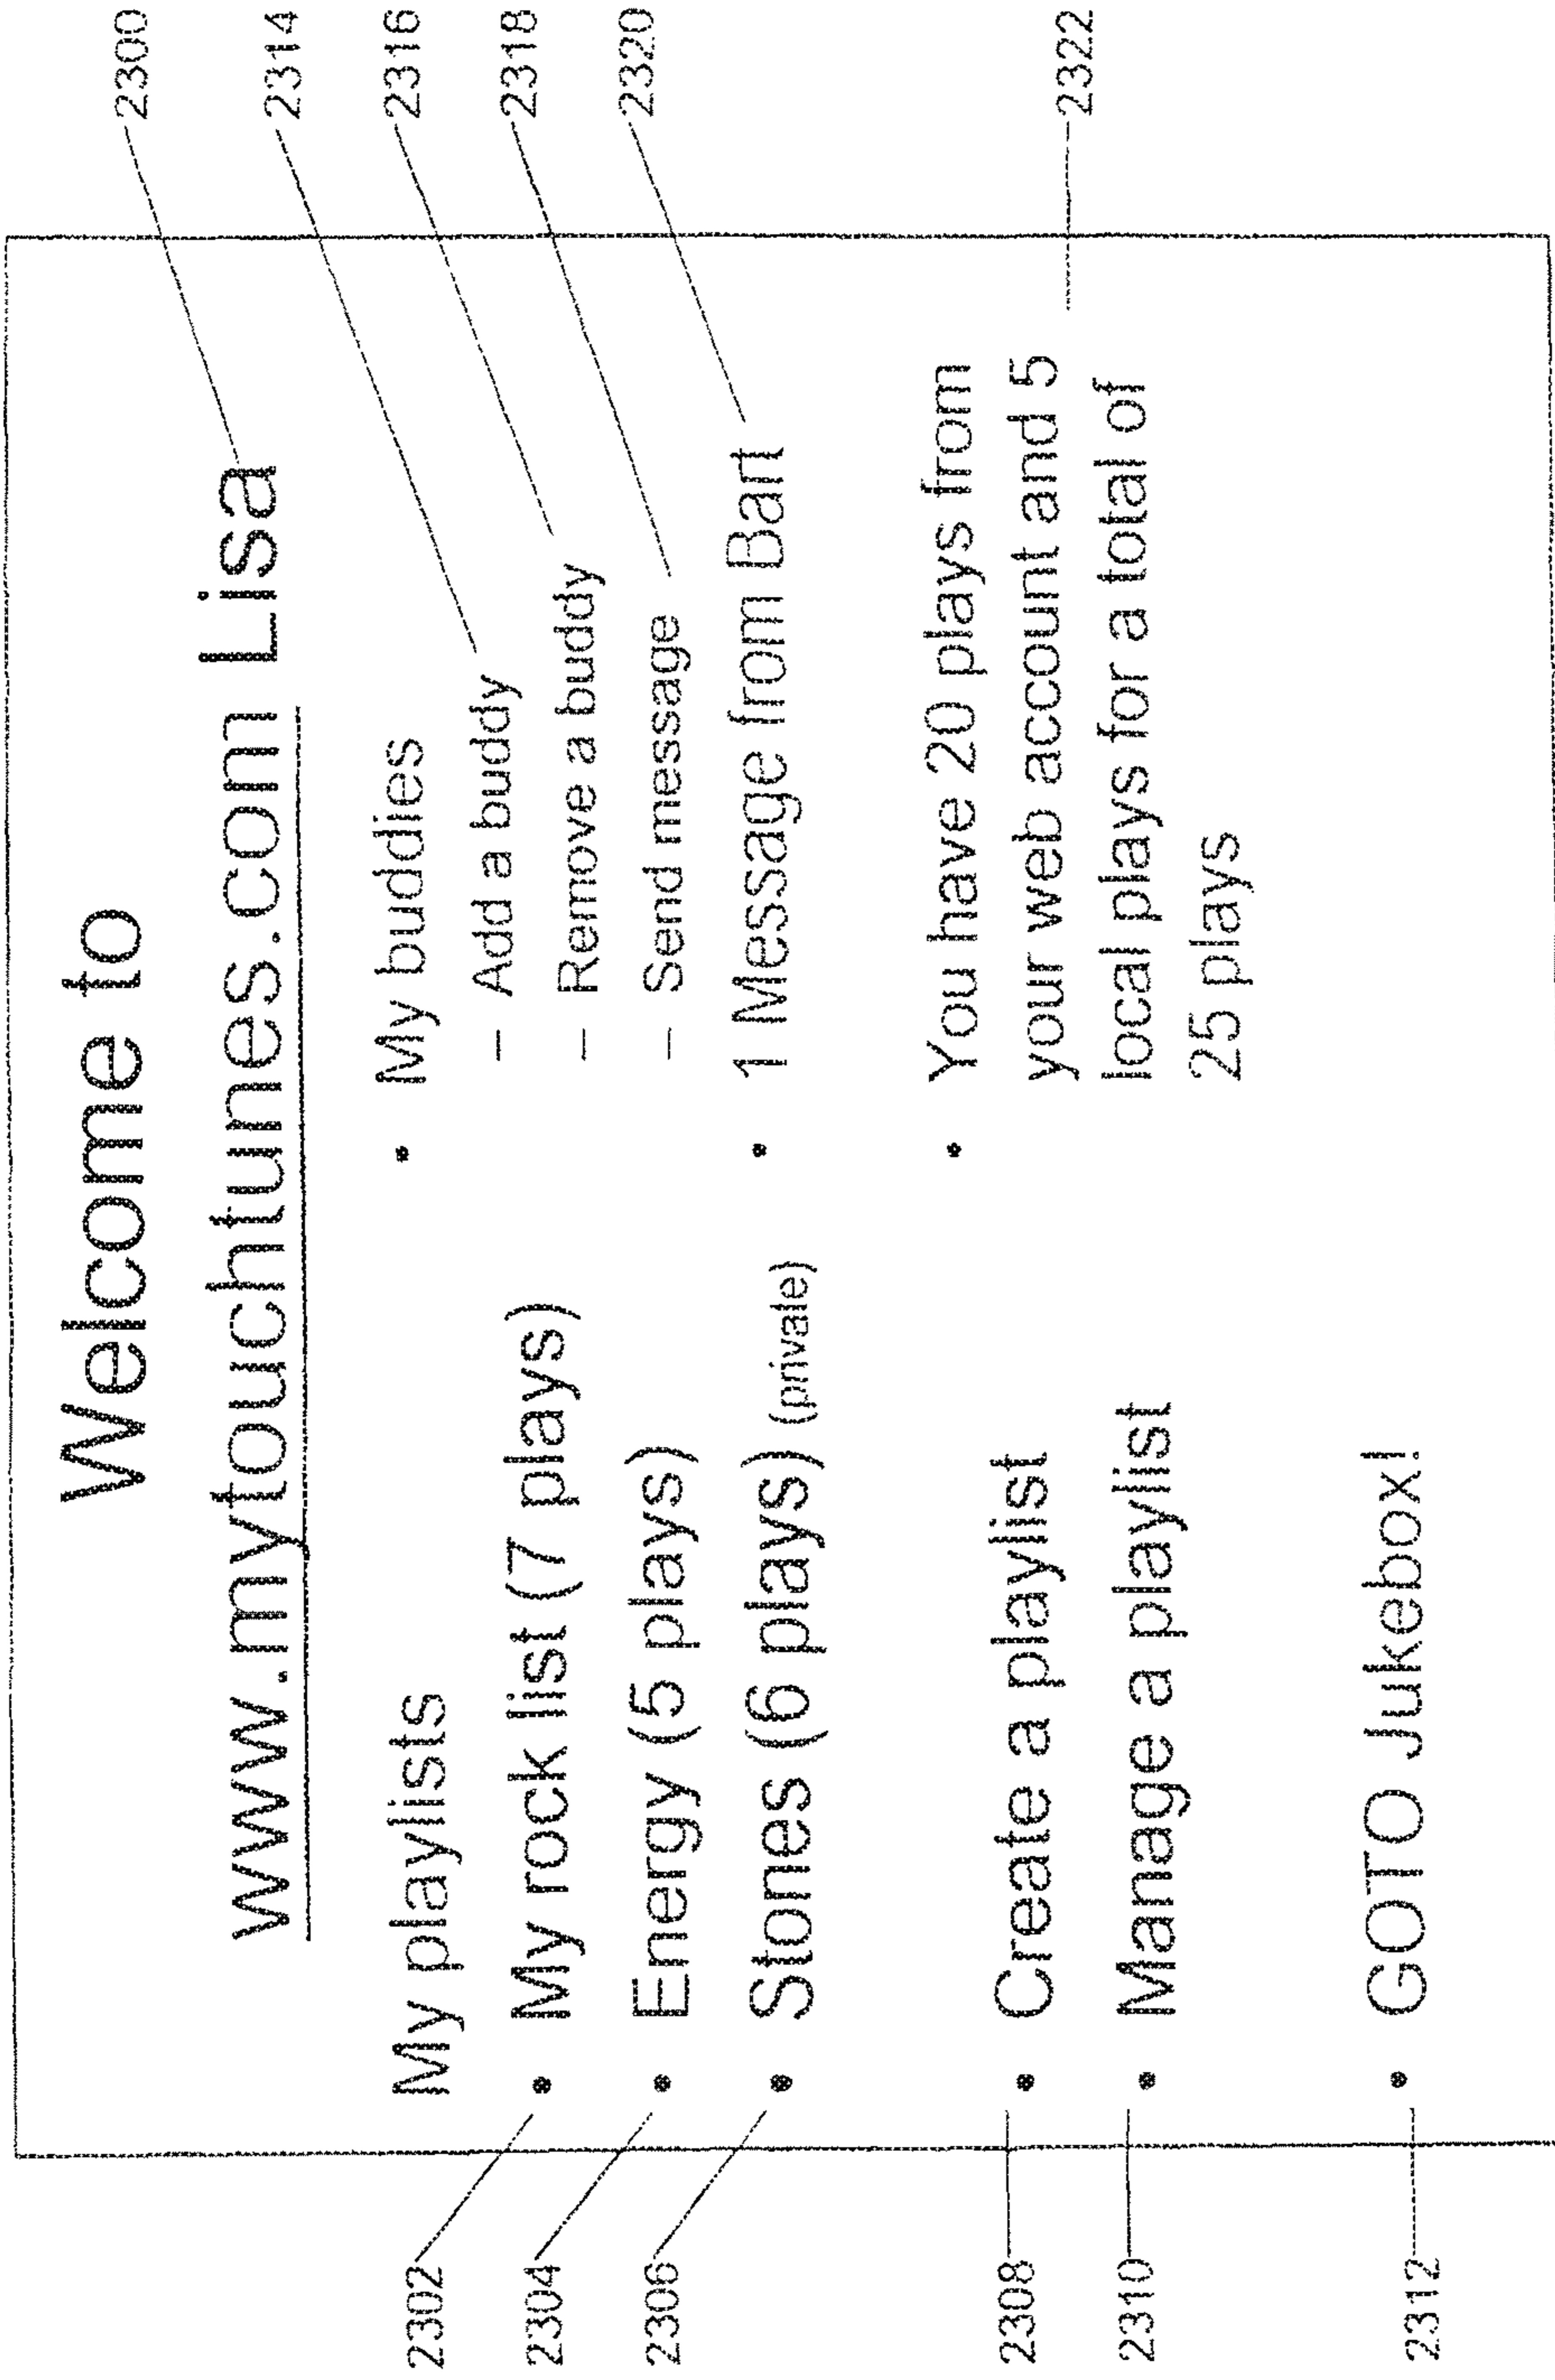 Welcome to
www.mytouchtunes.com Lisa
My playlists
• My rock list (7 plays)
• Energy (5 plays)
• Stones (6 plays) (private)
• Create a playlist
• Manage a playlist
• GOTO Jukebox!
• My buddies
– Add a buddy
– Remove a buddy
– Send message
• 1 Message from Bart
• You have 20 plays from
your web account and 5
local plays for a total of
25 plays
2302
2304
2306
2308
2310
2312
2300
2314
2316
2318
2320
2322